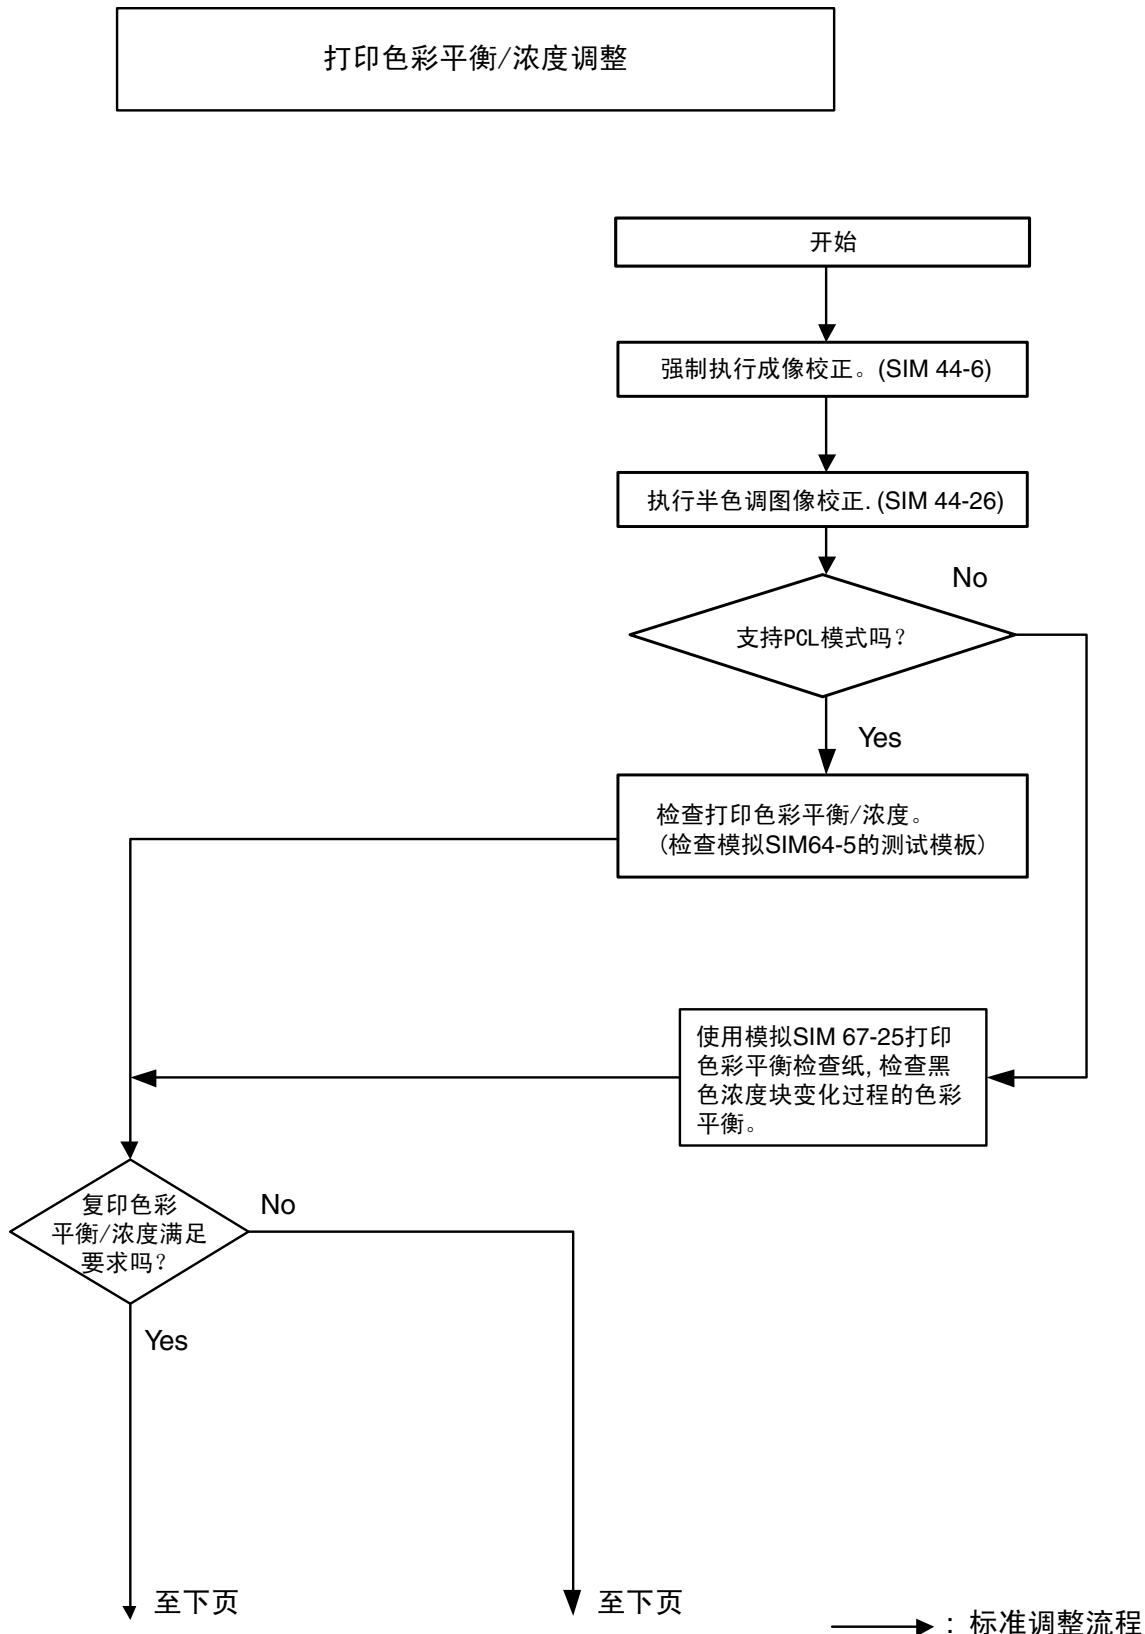 打印色彩平衡/浓度调整
开始
强制执行成像校正。(SIM 44-6)
执行半色调图像校正. (SIM 44-26)
No
支持PCL模式吗？
Yes
检查打印色彩平衡/浓度。
(检查模拟SIM64-5的测试模板)
使用模拟SIM 67-25打印
色彩平衡检查纸, 检查黑
色浓度块变化过程的色彩
平衡。
复印色彩
平衡/浓度满足
要求吗？
No
Yes
至下页
至下页
: 标准调整流程